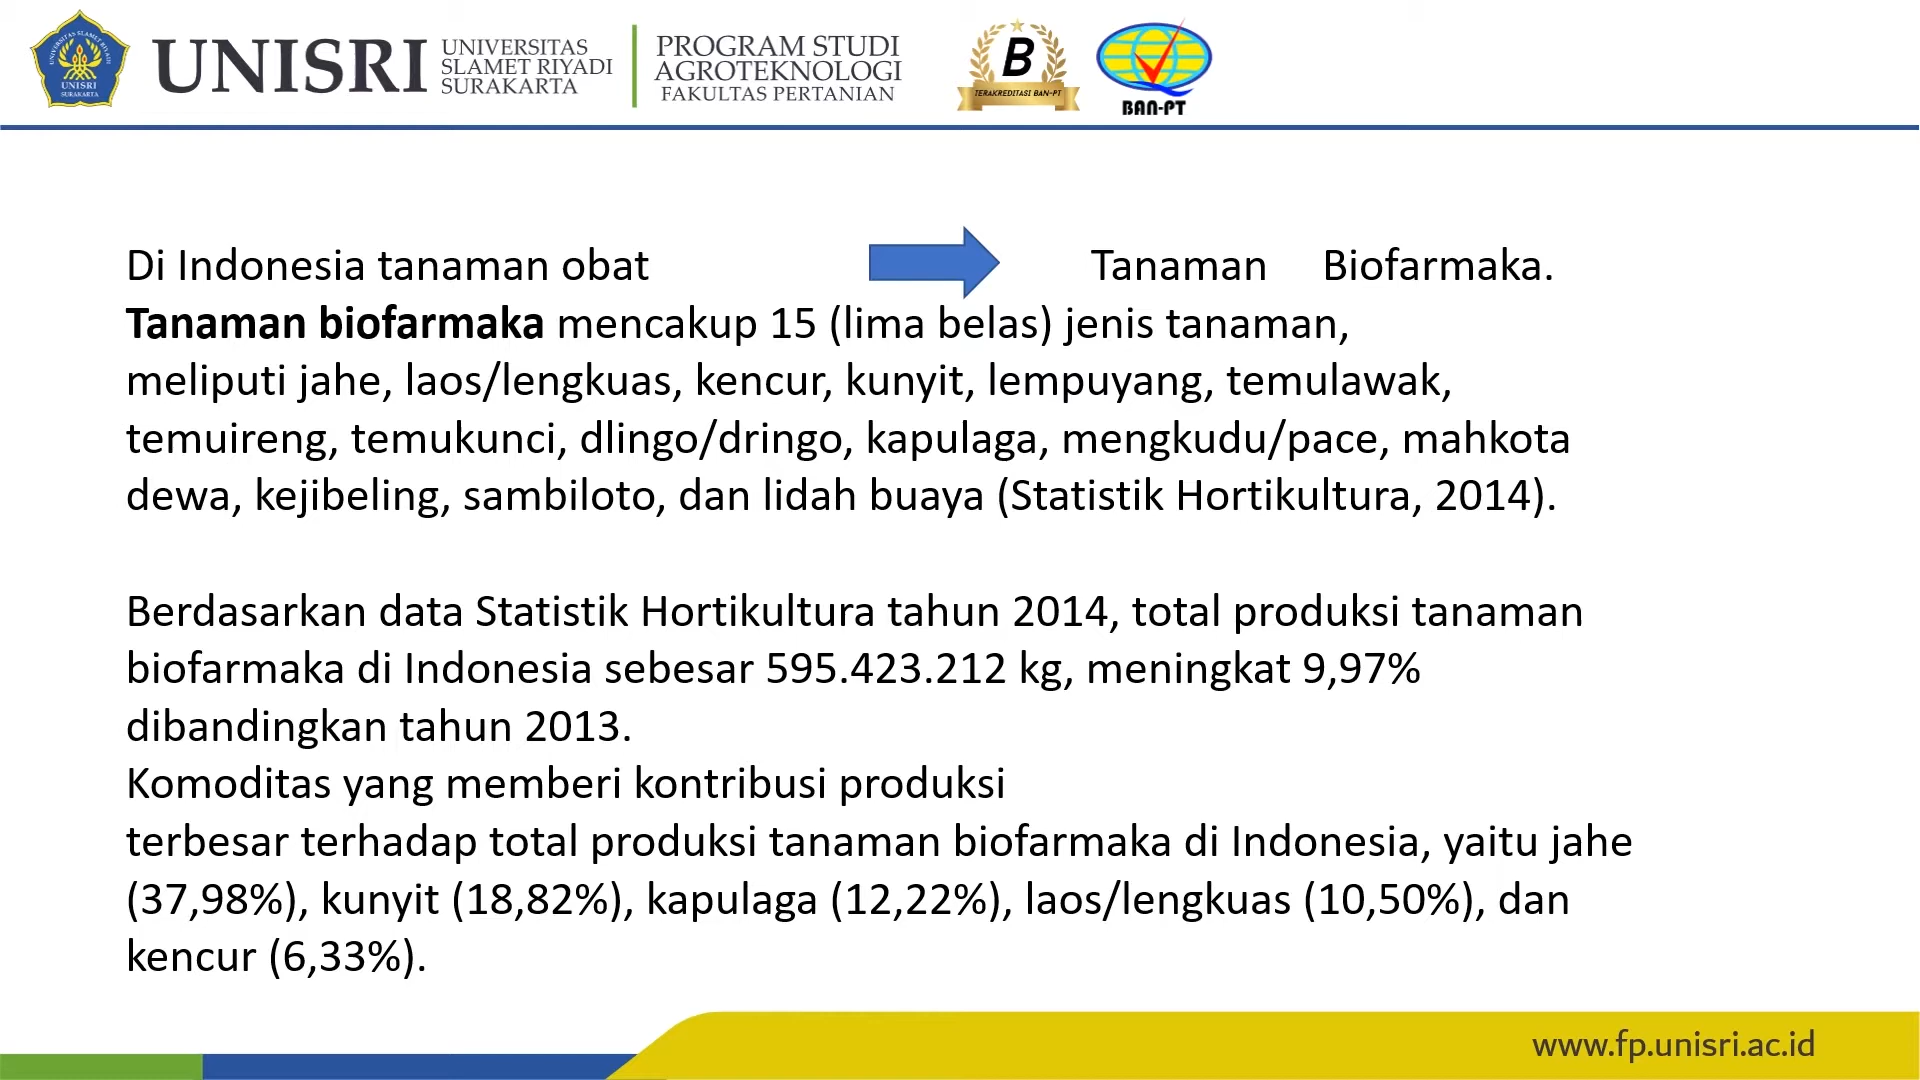 UNIVERSITAS SLAMET RIYADI
UNISRI
SURAKARTA
UNISRI
UNIVERSITAS
SLAMET RIYADI
SURAKARTA
PROGRAM STUDI
AGROTEKNOLOGI
FAKULTAS PERTANIAN
B
TERAKREDITASI BAN-PT
BAN-PT
Di Indonesia tanaman obat Tanaman Biofarmaka.
Tanaman biofarmaka mencakup 15 (lima belas) jenis tanaman,
meliputi jahe, laos/lengkuas, kencur, kunyit, lempuyang, temulawak,
temuireng, temukunci, dlingo/dringo, kapulaga, mengkudu/pace, mahkota
dewa, kejibeling, sambiloto, dan lidah buaya (Statistik Hortikultura, 2014).
Berdasarkan data Statistik Hortikultura tahun 2014, total produksi tanaman
biofarmaka di Indonesia sebesar 595.423.212 kg, meningkat 9,97%
dibandingkan tahun 2013.
Komoditas yang memberi kontribusi produksi
terbesar terhadap total produksi tanaman biofarmaka di Indonesia, yaitu jahe
(37,98%), kunyit (18,82%), kapulaga (12,22%), laos/lengkuas (10,50%), dan
kencur (6,33%).
www.fp.unisri.ac.id